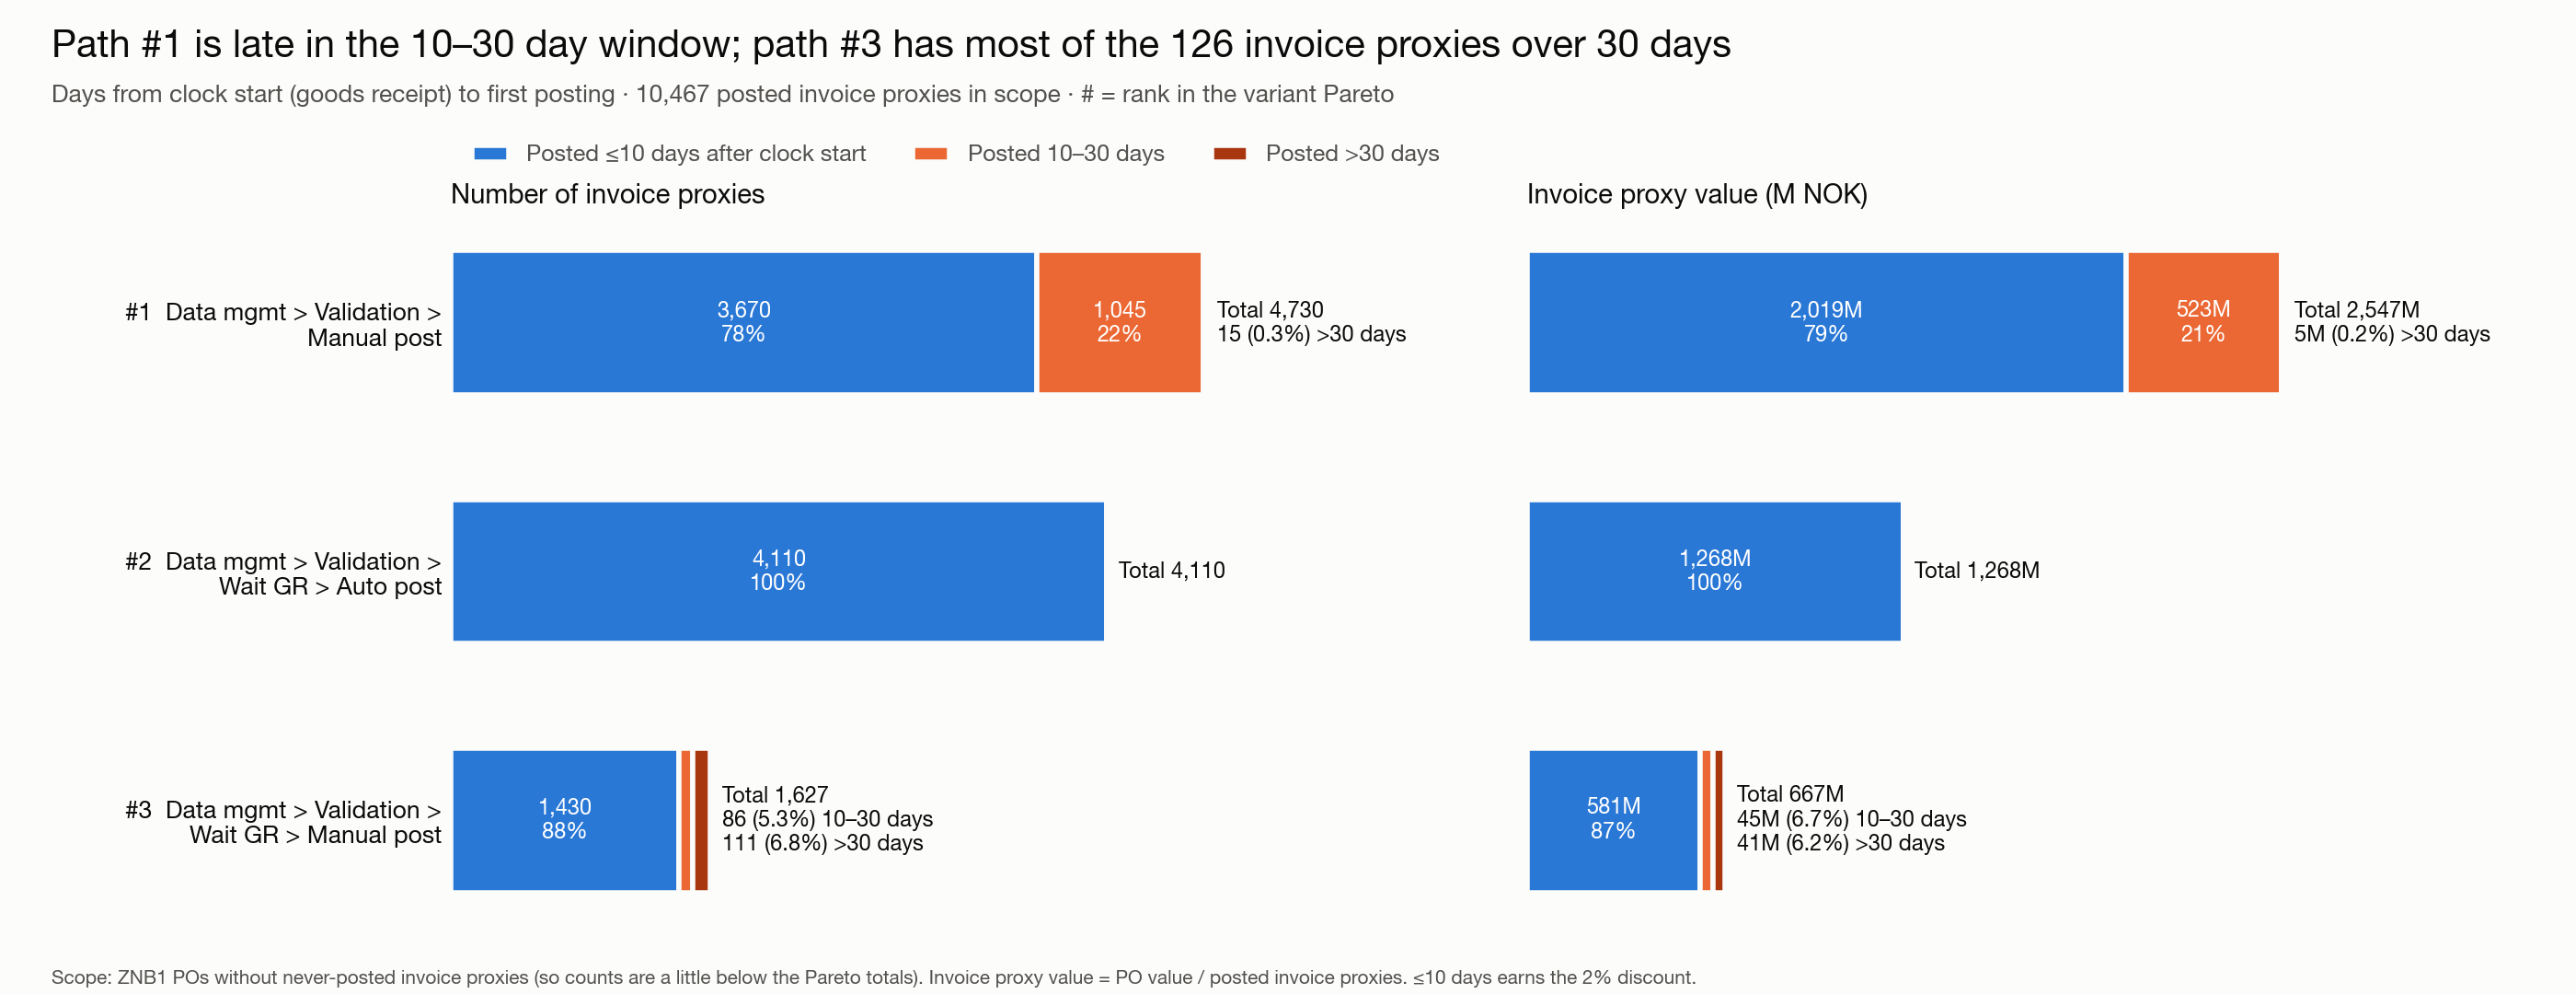 Path #1 is late in the 10–30 day window; path #3 has most of the 126 invoice proxies over 30 days
Days from clock start (goods receipt) to first posting · 10,467 posted invoice proxies in scope · # = rank in the variant Pareto
Posted ≤10 days after clock start
Posted 10–30 days
Posted >30 days
Number of invoice proxies
Invoice proxy value (M NOK)
#1 Data mgmt > Validation >
Manual post
3,670
78%
1,045
22%
Total 4,730
15 (0.3%) >30 days
2,019M
79%
523M
21%
Total 2,547M
5M (0.2%) >30 days
#2 Data mgmt > Validation >
Wait GR > Auto post
4,110
100%
Total 4,110
1,268M
100%
Total 1,268M
#3 Data mgmt > Validation >
Wait GR > Manual post
1,430
88%
Total 1,627
86 (5.3%) 10–30 days
111 (6.8%) >30 days
581M
87%
Total 667M
45M (6.7%) 10–30 days
41M (6.2%) >30 days
Scope: ZNB1 POs without never-posted invoice proxies (so counts are a little below the Pareto totals). Invoice proxy value = PO value / posted invoice proxies. ≤10 days earns the 2% discount.